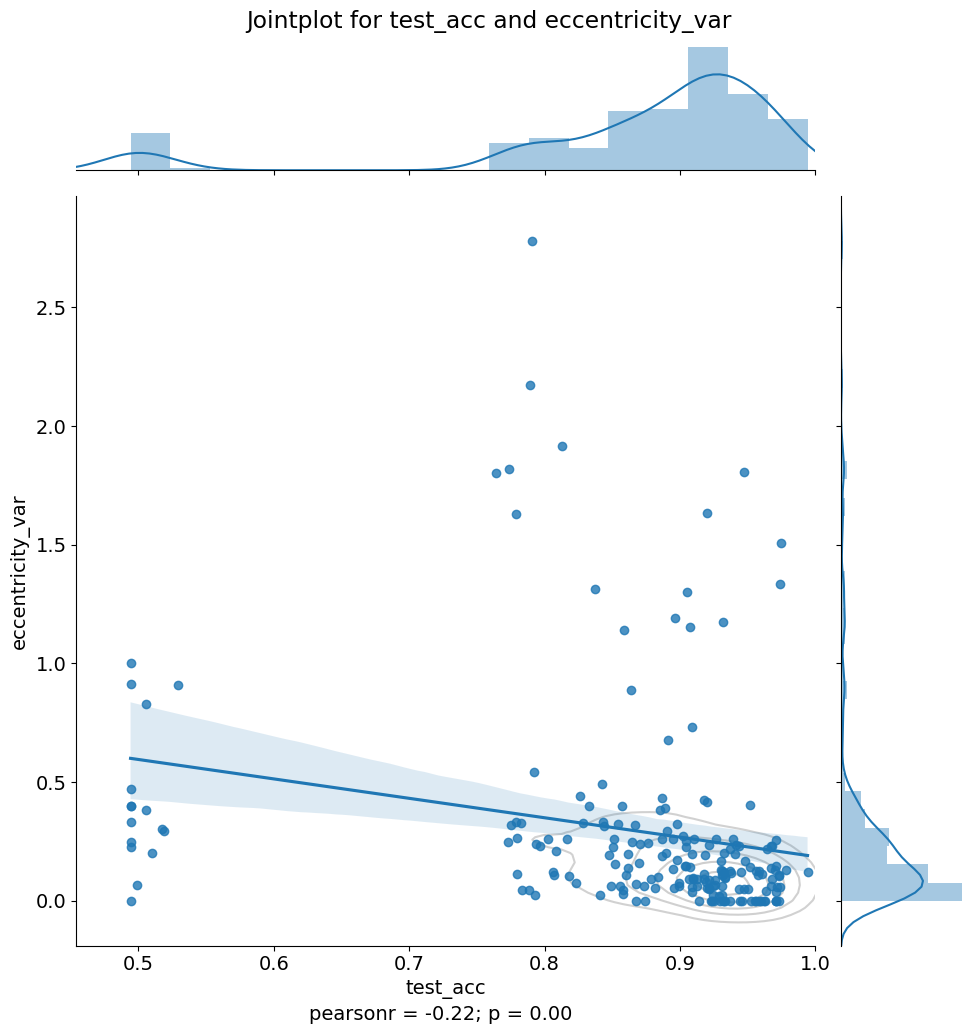 Jointplot for test_acc and eccentricity_var
eccentricity_var
2.5
2.0
1.5
1.0
0.5
0.0
0.5 0.6 0.7 0.8 0.9 1.0
test_acc
pearsonr = -0.22; p = 0.00